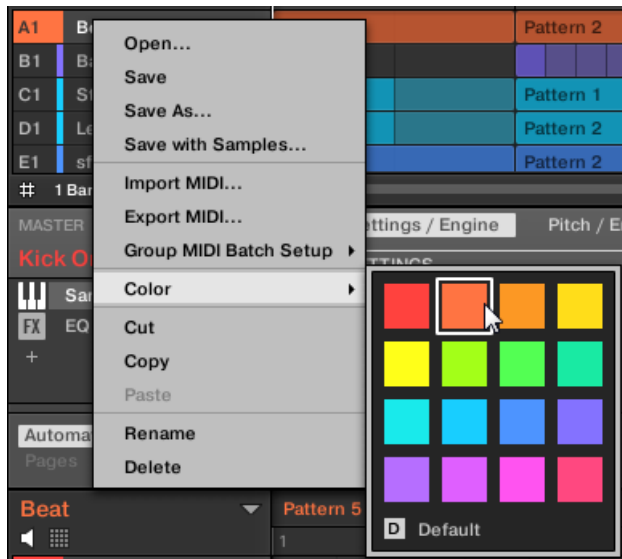 A1
Pattern 2
B1
C1
Pattern 1
D1
Pattern 2
E1
Pattern 2
1 Bar
Open...
Save
Save As...
Save with Samples...
Import MIDI...
Export MIDI...
Group MIDI Batch Setup
Color
Cut
Copy
Paste
Rename
Delete
MASTER
/ Engine
Pitch /
Kick
FX
EQ
+
D Default
Pages
Beat
Pattern 5
1